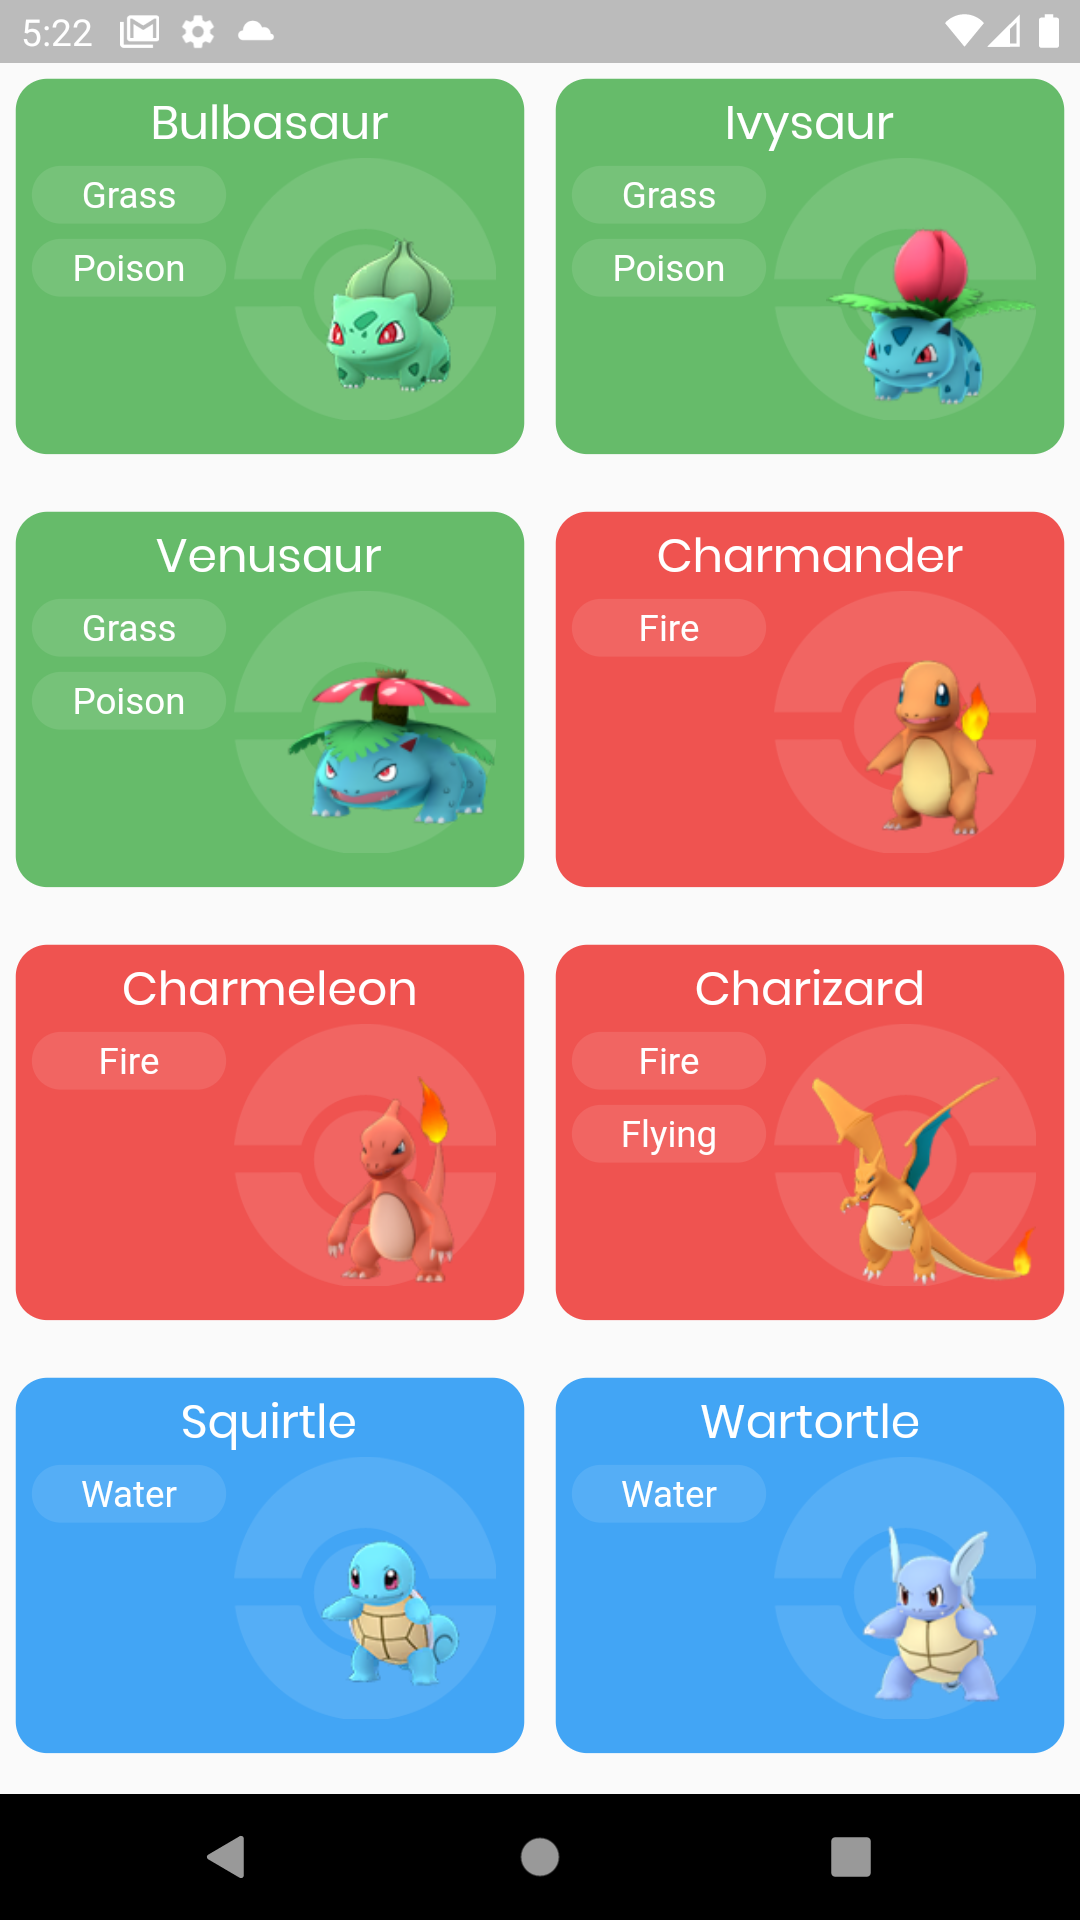 5:22
Bulbasaur
Grass
Poison
Ivysaur
Grass
Poison
Venusaur
Grass
Poison
Charmander
Fire
Charmeleon
Fire
Charizard
Fire
Flying
Squirtle
Water
Wartortle
Water